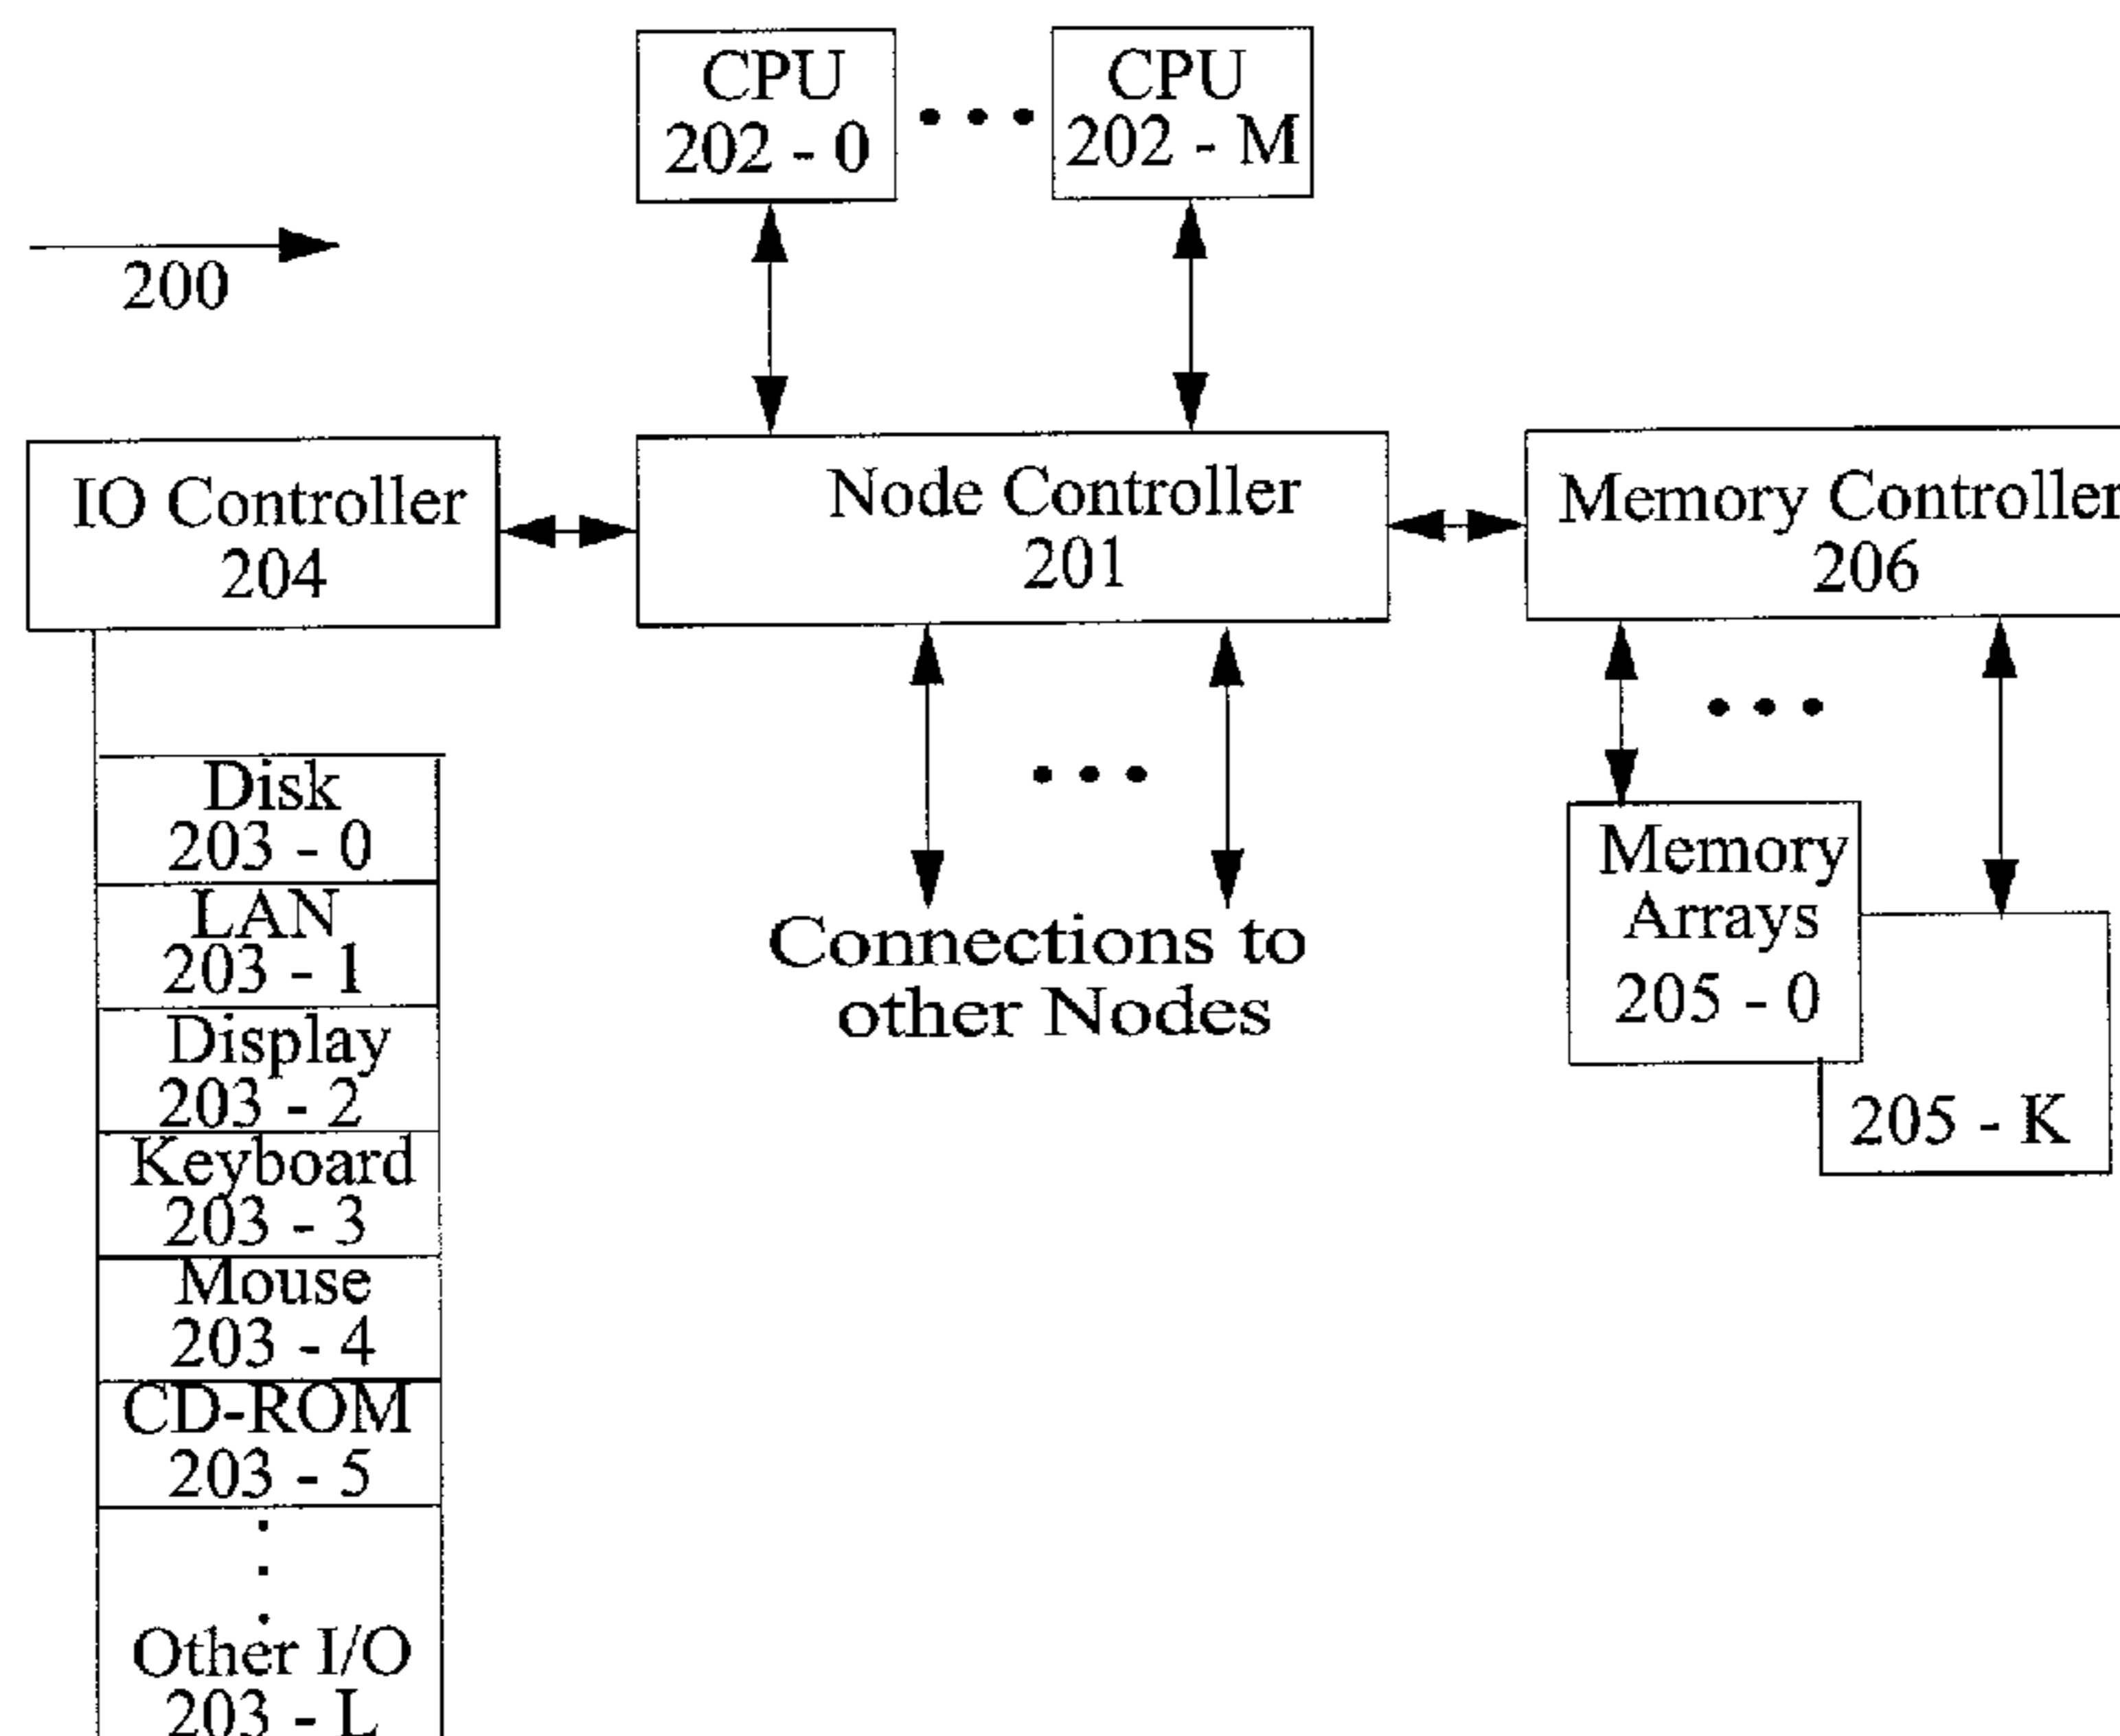 CPU
202 - 0
CPU
202 - M
200
IO Controller
204
Node Controller
201
Memory Controller
206
Disk
203 - 0
LAN
203 - 1
Display
203 - 2
Keyboard
203 - 3
Mouse
203 - 4
CD-ROM
203 - 5
Other I/O
203 - L
Connections to
other Nodes
Memory
Arrays
205 - 0
205 - K